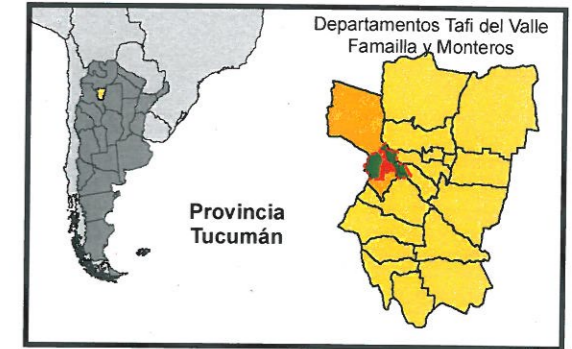 Departamentos Tafi del Valle
Famailla y Monteros
Provincia
Tucumán